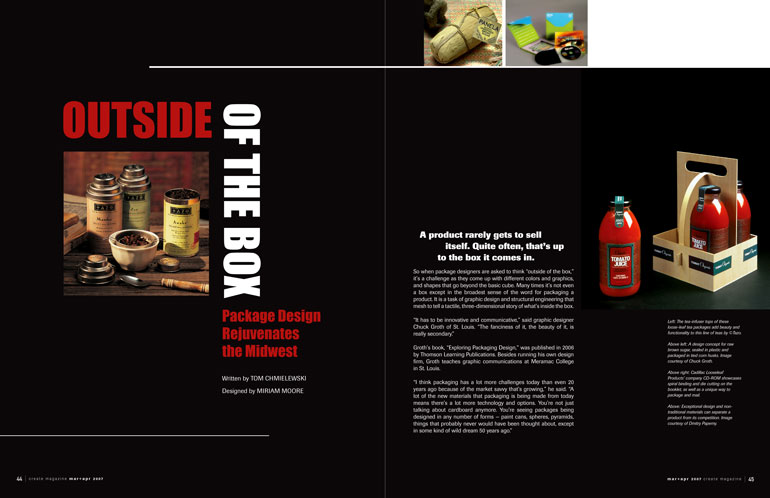 OUTSIDE
OF THE BOX
Package Design
Rejuvenates
the Midwest
Written by TOM CHMIELEWSKI
Designed by MIRIAM MOORE
44 | create magazine mar+apr 2007
PAMELA
TAZO
TAZO
A product rarely gets to sell
itself. Quite often, that's up
to the box it comes in.
So when package designers are asked to think "outside of the box,"
it's a challenge as they come up with different colors and graphics,
and shapes that go beyond the basic cube. Many times it's not even
a box except in the broadest sense of the word for packaging a
product. It is a task of graphic design and structural engineering that
mesh to tell a tactile, three-dimensional story of what's inside the box.
"It has to be innovative and communicative," said graphic designer
Chuck Groth of St. Louis. "The fanciness of it, the beauty of it, is
really secondary."
Groth's book, "Exploring Packaging Design," was published in 2006
by Thomson Learning Publications. Besides running his own design
firm, Groth teaches graphic communications at Meramac College
in St. Louis.
"I think packaging has a lot more challenges today than even 20
years ago because of the market savvy that's growing," he said. "A
lot of the new materials that packaging is being made from today
means there's a lot more technology and options. You're not just
talking about cardboard anymore. You're seeing packages being
designed in any number of forms – paint cans, spheres, pyramids,
things that probably never would have been thought about, except
in some kind of wild dream 50 years ago."
TOMATO
JUICE
TOMATO
JUICE
Left: The tea-infuser tops of these
loose-leaf tea packages add beauty and
functionality to this line of teas by
Above left: A design concept for raw
brown sugar, sealed in plastic and
packaged in tied corn husks. Image
courtesy of Chuck Groth.
Above right: Cadillac Looseleaf
Products' company CD-ROM showcases
spiral binding and die cutting on the
booklet, as well as a unique way to
package and mail.
Above: Exceptional design and non-
traditional materials can separate a
product from its competition. Image
courtesy of Dmitry Paperny.
mar+apr 2007 create magazine | 45